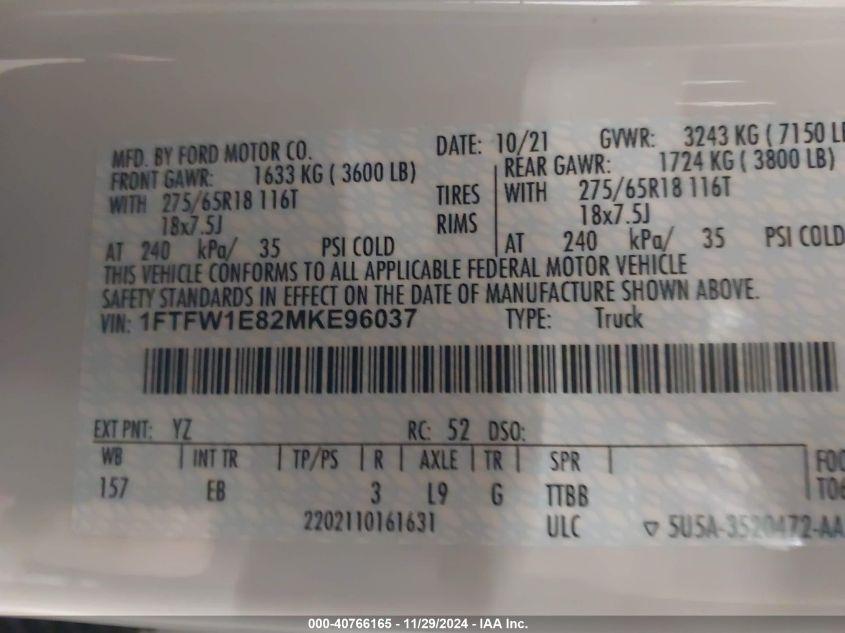 MFD. BY FORD MOTOR CO. DATE: 10/21 GVWR: 3243 KG ( 7150 L
FRONT GAWR: 1633 KG ( 3600 LB) REAR GAWR: 1724 KG ( 3800 LB)
WITH 275/65R18 116T TIRES WITH 275/65R18 116T
18x7.5J RIMS 18x7.5J
AT 240 kPa/ 35 PSI COLD AT 240 kPa/ 35 PSI COLD
THIS VEHICLE CONFORMS TO ALL APPLICABLE FEDERAL MOTOR VEHICLE
SAFETY STANDARDS IN EFFECT ON THE DATE OF MANUFACTURE SHOWN ABOVE.
VIN: 1FTFW1E82MKE96037 TYPE: Truck
EXT PNT: YZ RC: 52 DSO:
WB INT TR TP/PS R AXLE TR SPR FO
157 EB 3 L9 G TTBB TO
2202110161631 ULC ▽ 5U5A-3520472-AA
000-40766165 - 11/29/2024 - IAA Inc.